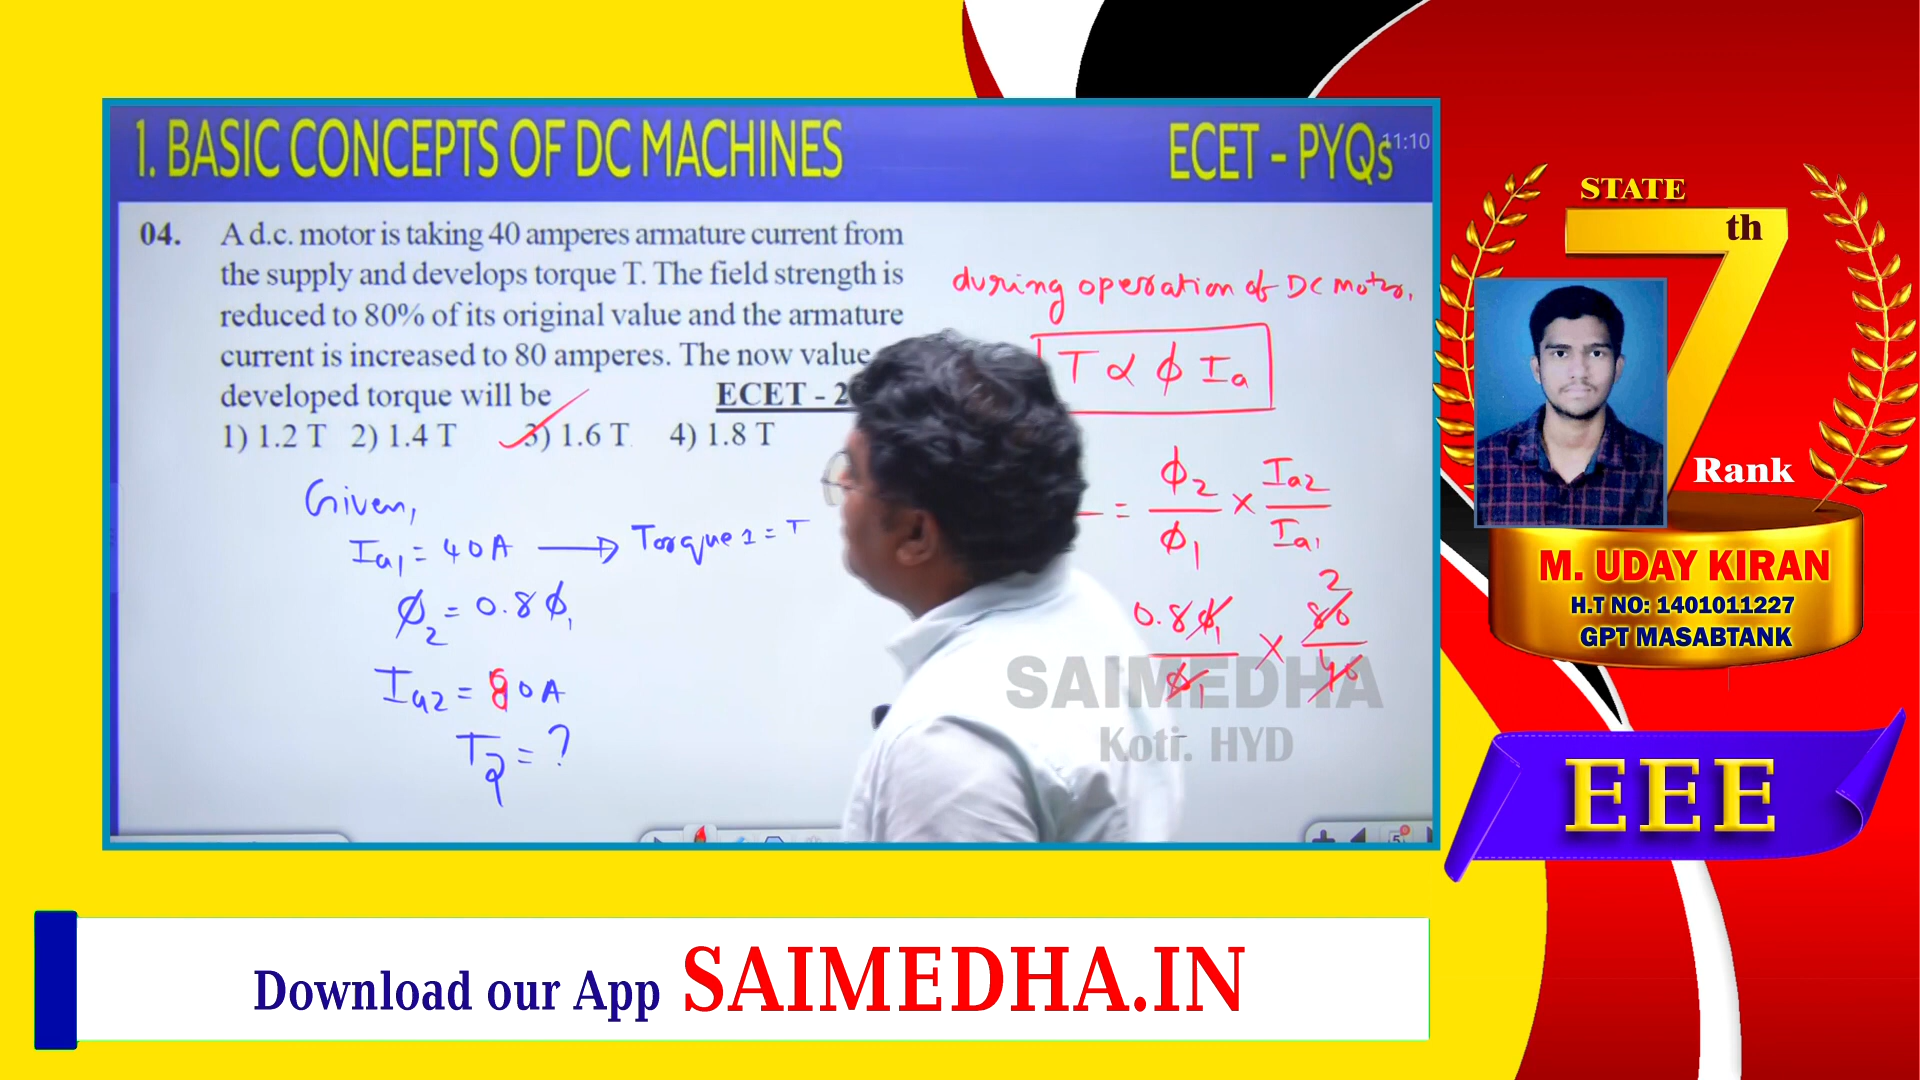 1. BASIC CONCEPTS OF DC MACHINES
ECET – PYQs
11:10
04. A d.c. motor is taking 40 amperes armature current from
the supply and develops torque T. The field strength is
reduced to 80% of its original value and the armature
current is increased to 80 amperes. The now value
developed torque will be
ECET - 2
1) 1.2 T 2) 1.4 T 3) 1.6 T 4) 1.8 T
Given,
Ia1 = 40A → Torque 1 = T
ϕ2 = 0.8 ϕ1
Ia2 = 80A
T2 = ?
during operation of DC motor,
T ∝ ϕ Ia
= ϕ2/ϕ1 × Ia2/Ia1
0.8ϕ1/ϕ1 × 80/40
2
SAIMEDHA
Koti. HYD
STATE
7th
Rank
M. UDAY KIRAN
H.T NO: 1401011227
GPT MASABTANK
EEE
Download our App SAIMEDHA.IN